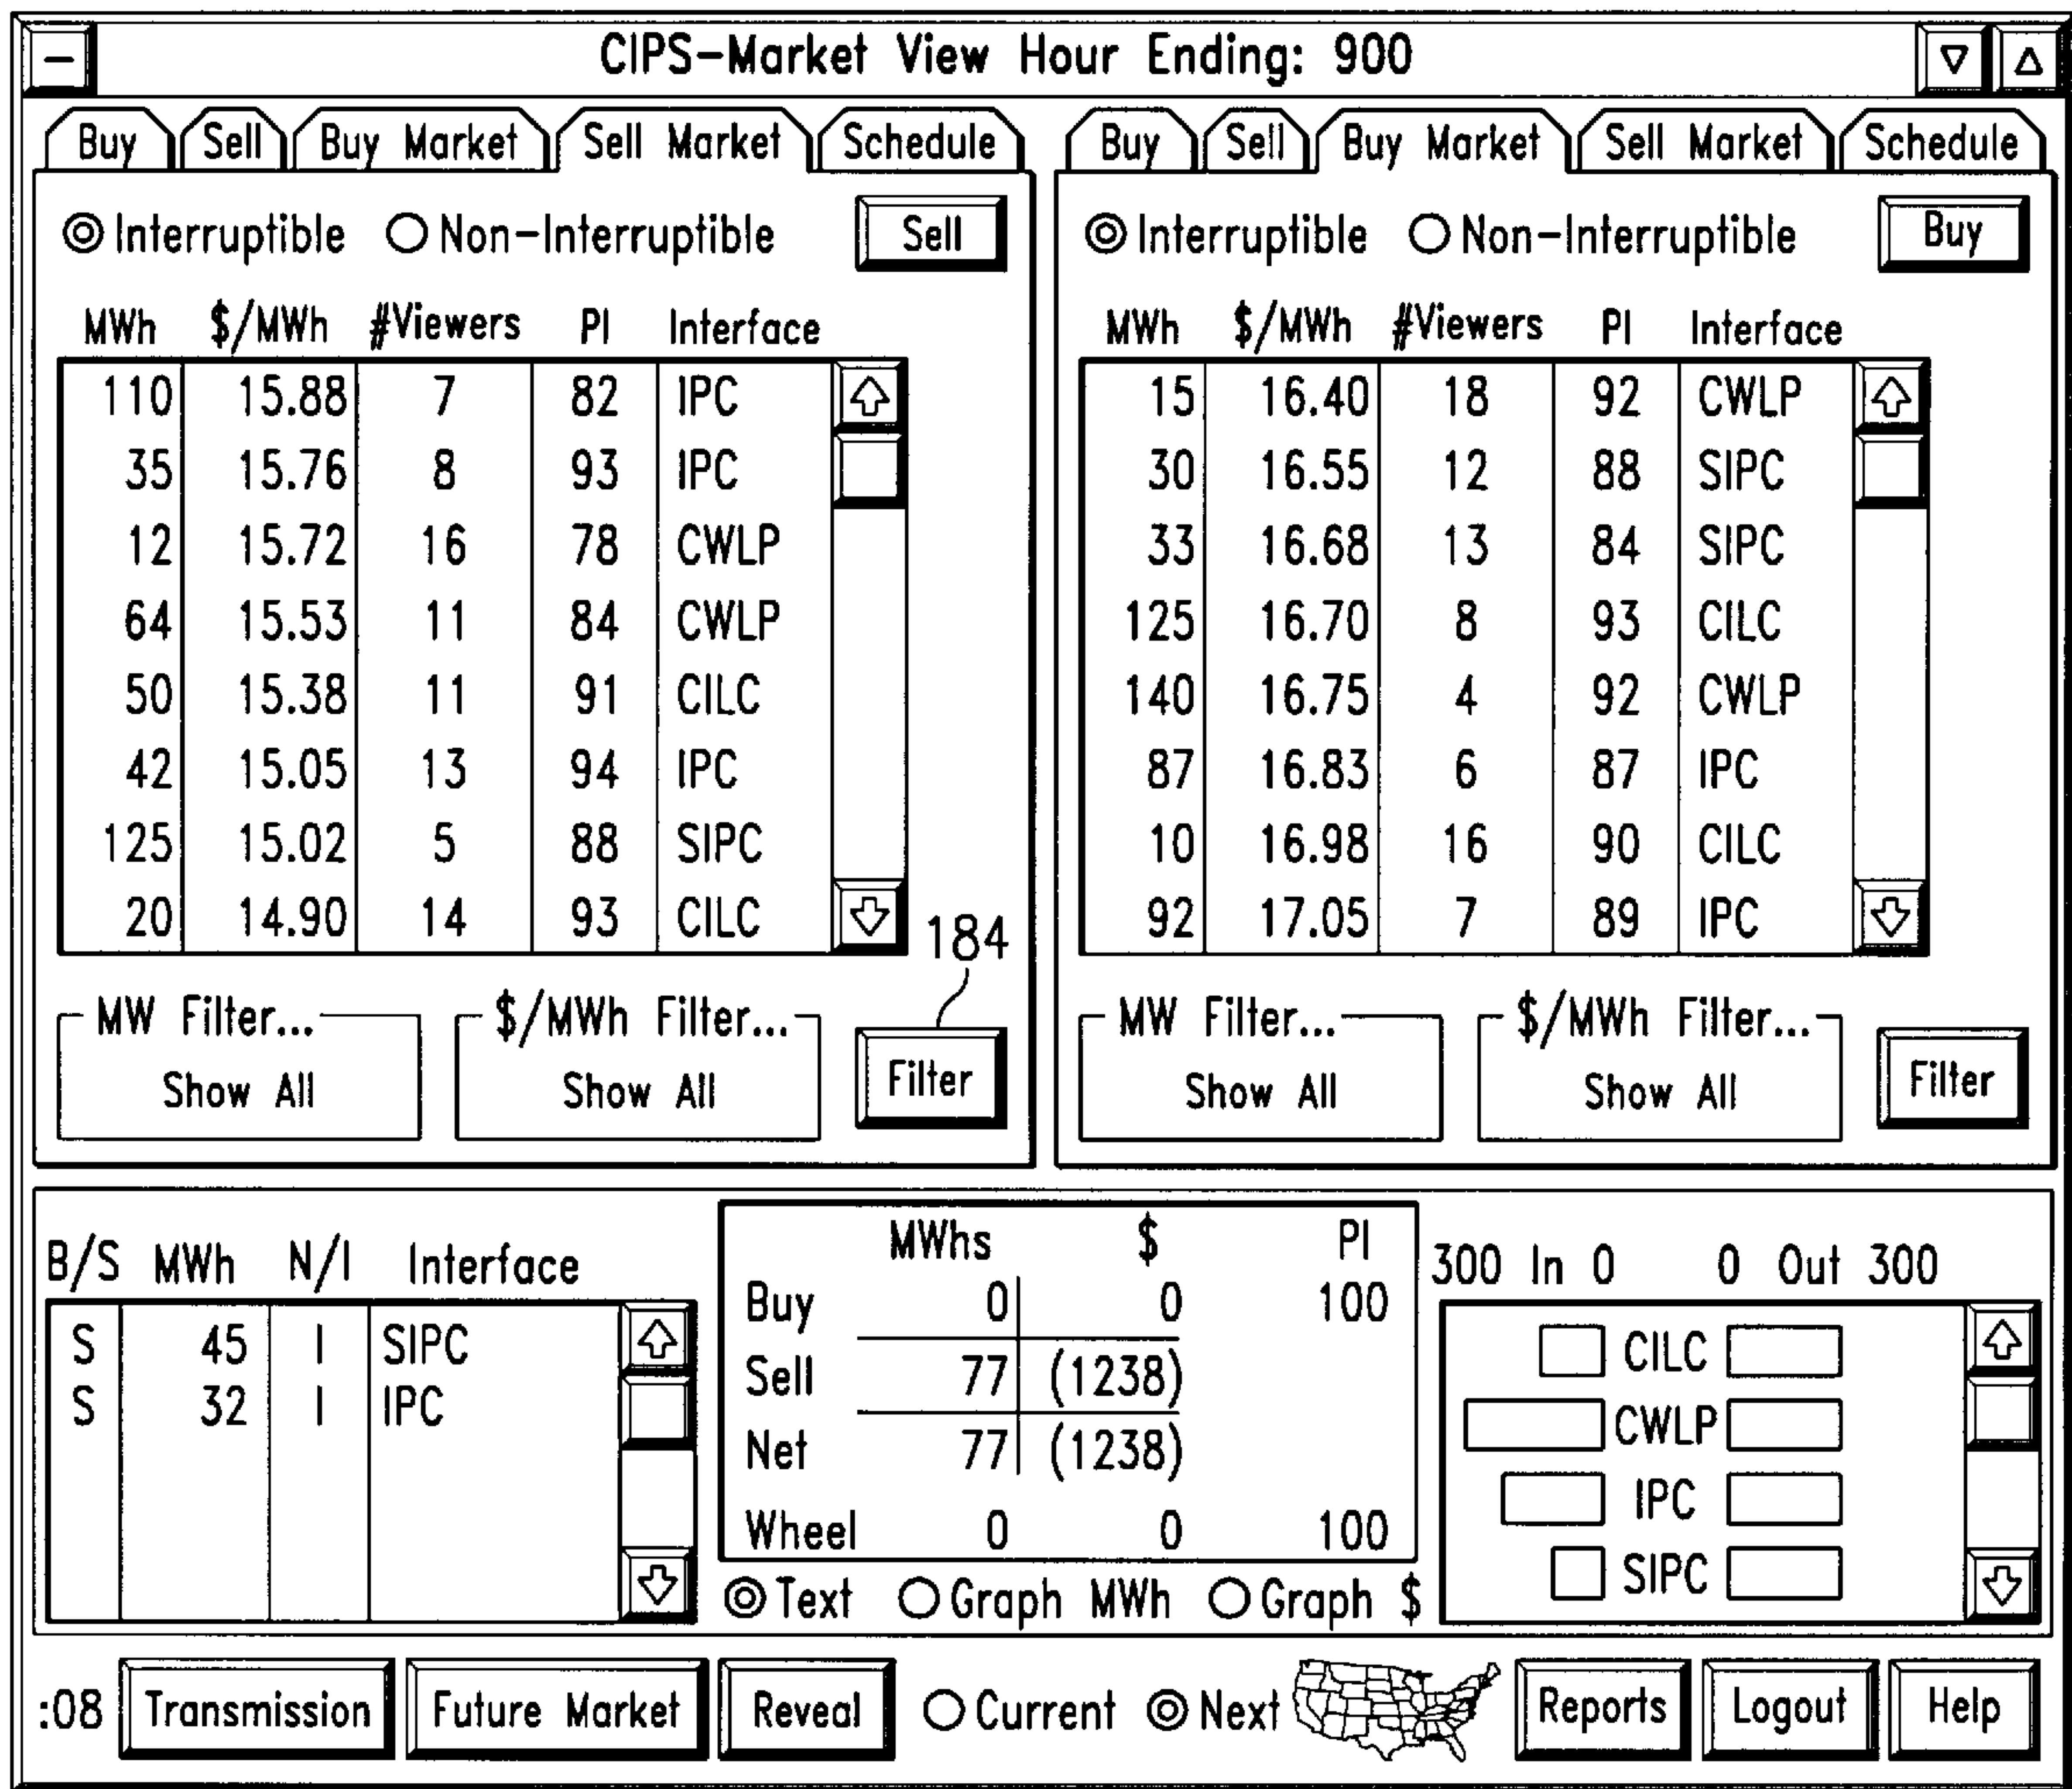 CIPS-Market View Hour Ending: 900
Buy Sell Buy Market Sell Market Schedule
Interruptible Non-Interruptible Sell
MWh $/MWh #Viewers PI Interface
110 15.88 7 82 IPC
35 15.76 8 93 IPC
12 15.72 16 78 CWLP
64 15.53 11 84 CWLP
50 15.38 11 91 CILC
42 15.05 13 94 IPC
125 15.02 5 88 SIPC
20 14.90 14 93 CILC
184
MW Filter... $/MWh Filter...
Show All Show All Filter
Buy Sell Buy Market Sell Market Schedule
Interruptible Non-Interruptible Buy
MWh $/MWh #Viewers PI Interface
15 16.40 18 92 CWLP
30 16.55 12 88 SIPC
33 16.68 13 84 SIPC
125 16.70 8 93 CILC
140 16.75 4 92 CWLP
87 16.83 6 87 IPC
10 16.98 16 90 CILC
92 17.05 7 89 IPC
MW Filter... $/MWh Filter...
Show All Show All Filter
B/S MWh N/I Interface
S 45 I SIPC
S 32 I IPC
MWhs $ PI
Buy 0 0 100
Sell 77 (1238)
Net 77 (1238)
Wheel 0 0 100
Text Graph MWh Graph $
300 In 0 0 Out 300
CILC
CWLP
IPC
SIPC
:08 Transmission Future Market Reveal Current Next Reports Logout Help